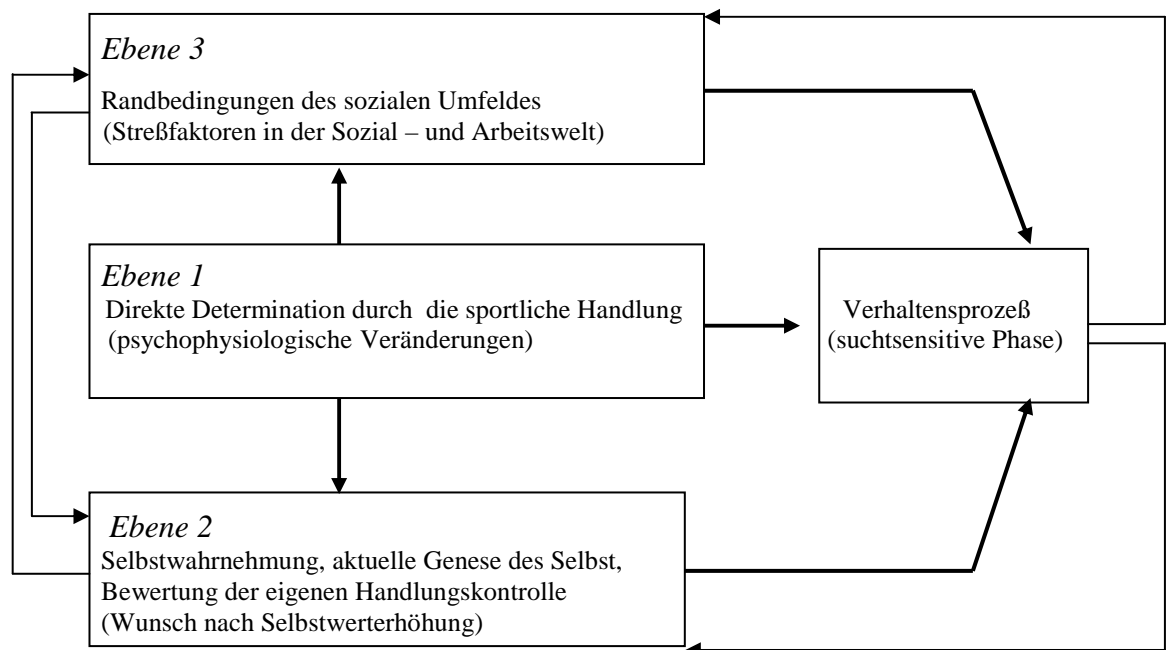 Ebene 3
Randbedingungen des sozialen Umfeldes
(Streßfaktoren in der Sozial – und Arbeitswelt)
Ebene 1
Direkte Determination durch die sportliche Handlung
(psychophysiologische Veränderungen)
Verhaltensprozeß
(suchtsensitive Phase)
Ebene 2
Selbstwahrnehmung, aktuelle Genese des Selbst,
Bewertung der eigenen Handlungskontrolle
(Wunsch nach Selbstwerterhöhung)